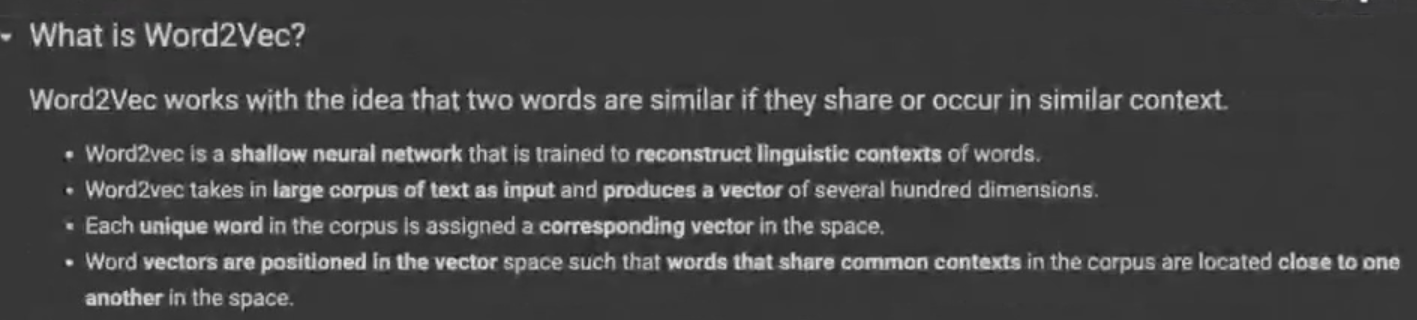 What is Word2Vec?
Word2Vec works with the idea that two words are similar if they share or occur in similar context.
• Word2vec is a shallow neural network that is trained to reconstruct linguistic contexts of words.
• Word2vec takes in large corpus of text as input and produces a vector of several hundred dimensions.
• Each unique word in the corpus is assigned a corresponding vector in the space.
• Word vectors are positioned in the vector space such that words that share common contexts in the corpus are located close to one
another in the space.